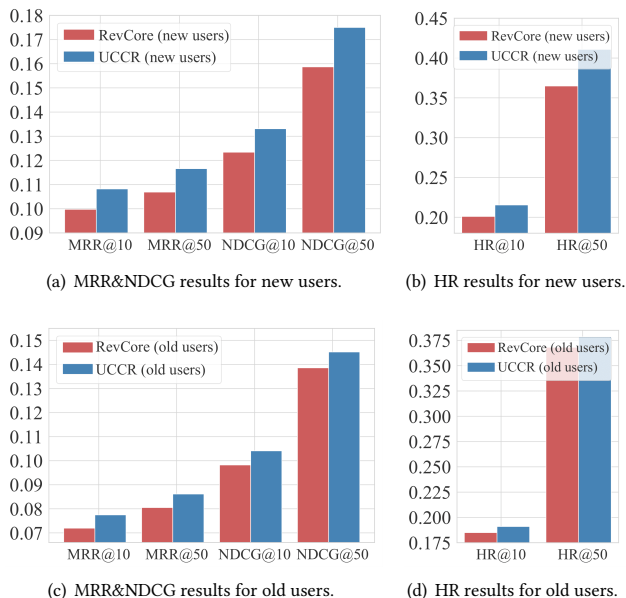 0.18
0.17
0.16
0.15
0.14
0.13
0.12
0.11
0.10
0.09
RevCore (new users)
UCCR (new users)
MRR@10 MRR@50 NDCG@10 NDCG@50
(a) MRR&NDCG results for new users.
0.45
0.40
0.35
0.30
0.25
0.20
RevCore (new users)
UCCR (new users)
HR@10 HR@50
(b) HR results for new users.
0.15
0.14
0.13
0.12
0.11
0.10
0.09
0.08
0.07
RevCore (old users)
UCCR (old users)
MRR@10 MRR@50 NDCG@10 NDCG@50
(c) MRR&NDCG results for old users.
0.375
0.350
0.325
0.300
0.275
0.250
0.225
0.200
0.175
RevCore (old users)
UCCR (old users)
HR@10 HR@50
(d) HR results for old users.